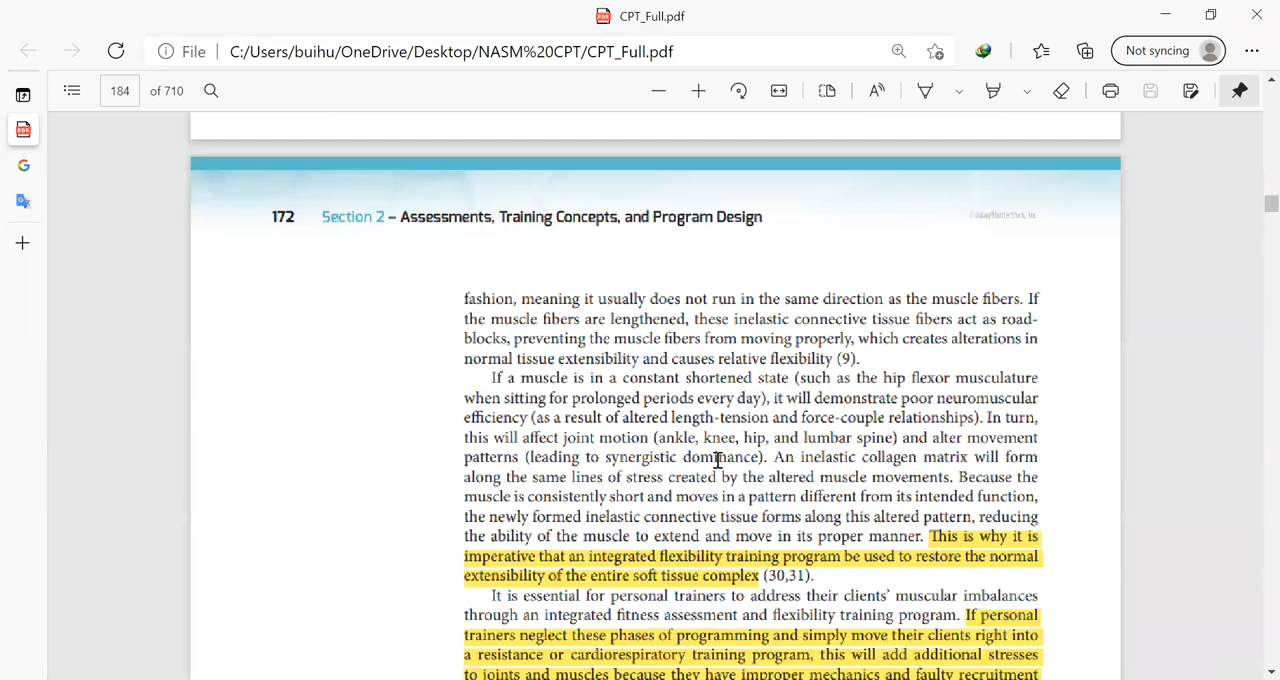 CPT_Full.pdf
File
C:/Users/buihu/OneDrive/Desktop/NASM%20CPT/CPT_Full.pdf
Not syncing
184 of 710
172 Section 2 – Assessments, Training Concepts, and Program Design
fashion, meaning it usually does not run in the same direction as the muscle fibers. If
the muscle fibers are lengthened, these inelastic connective tissue fibers act as road-
blocks, preventing the muscle fibers from moving properly, which creates alterations in
normal tissue extensibility and causes relative flexibility (9).
If a muscle is in a constant shortened state (such as the hip flexor musculature
when sitting for prolonged periods every day), it will demonstrate poor neuromuscular
efficiency (as a result of altered length-tension and force-couple relationships). In turn,
this will affect joint motion (ankle, knee, hip, and lumbar spine) and alter movement
patterns (leading to synergistic dominance). An inelastic collagen matrix will form
along the same lines of stress created by the altered muscle movements. Because the
muscle is consistently short and moves in a pattern different from its intended function,
the newly formed inelastic connective tissue forms along this altered pattern, reducing
the ability of the muscle to extend and move in its proper manner. This is why it is
imperative that an integrated flexibility training program be used to restore the normal
extensibility of the entire soft tissue complex (30,31).
It is essential for personal trainers to address their clients' muscular imbalances
through an integrated fitness assessment and flexibility training program. If personal
trainers neglect these phases of programming and simply move their clients right into
a resistance or cardiorespiratory training program, this will add additional stresses
to joints and muscles because they have improper mechanics and faulty recruitment